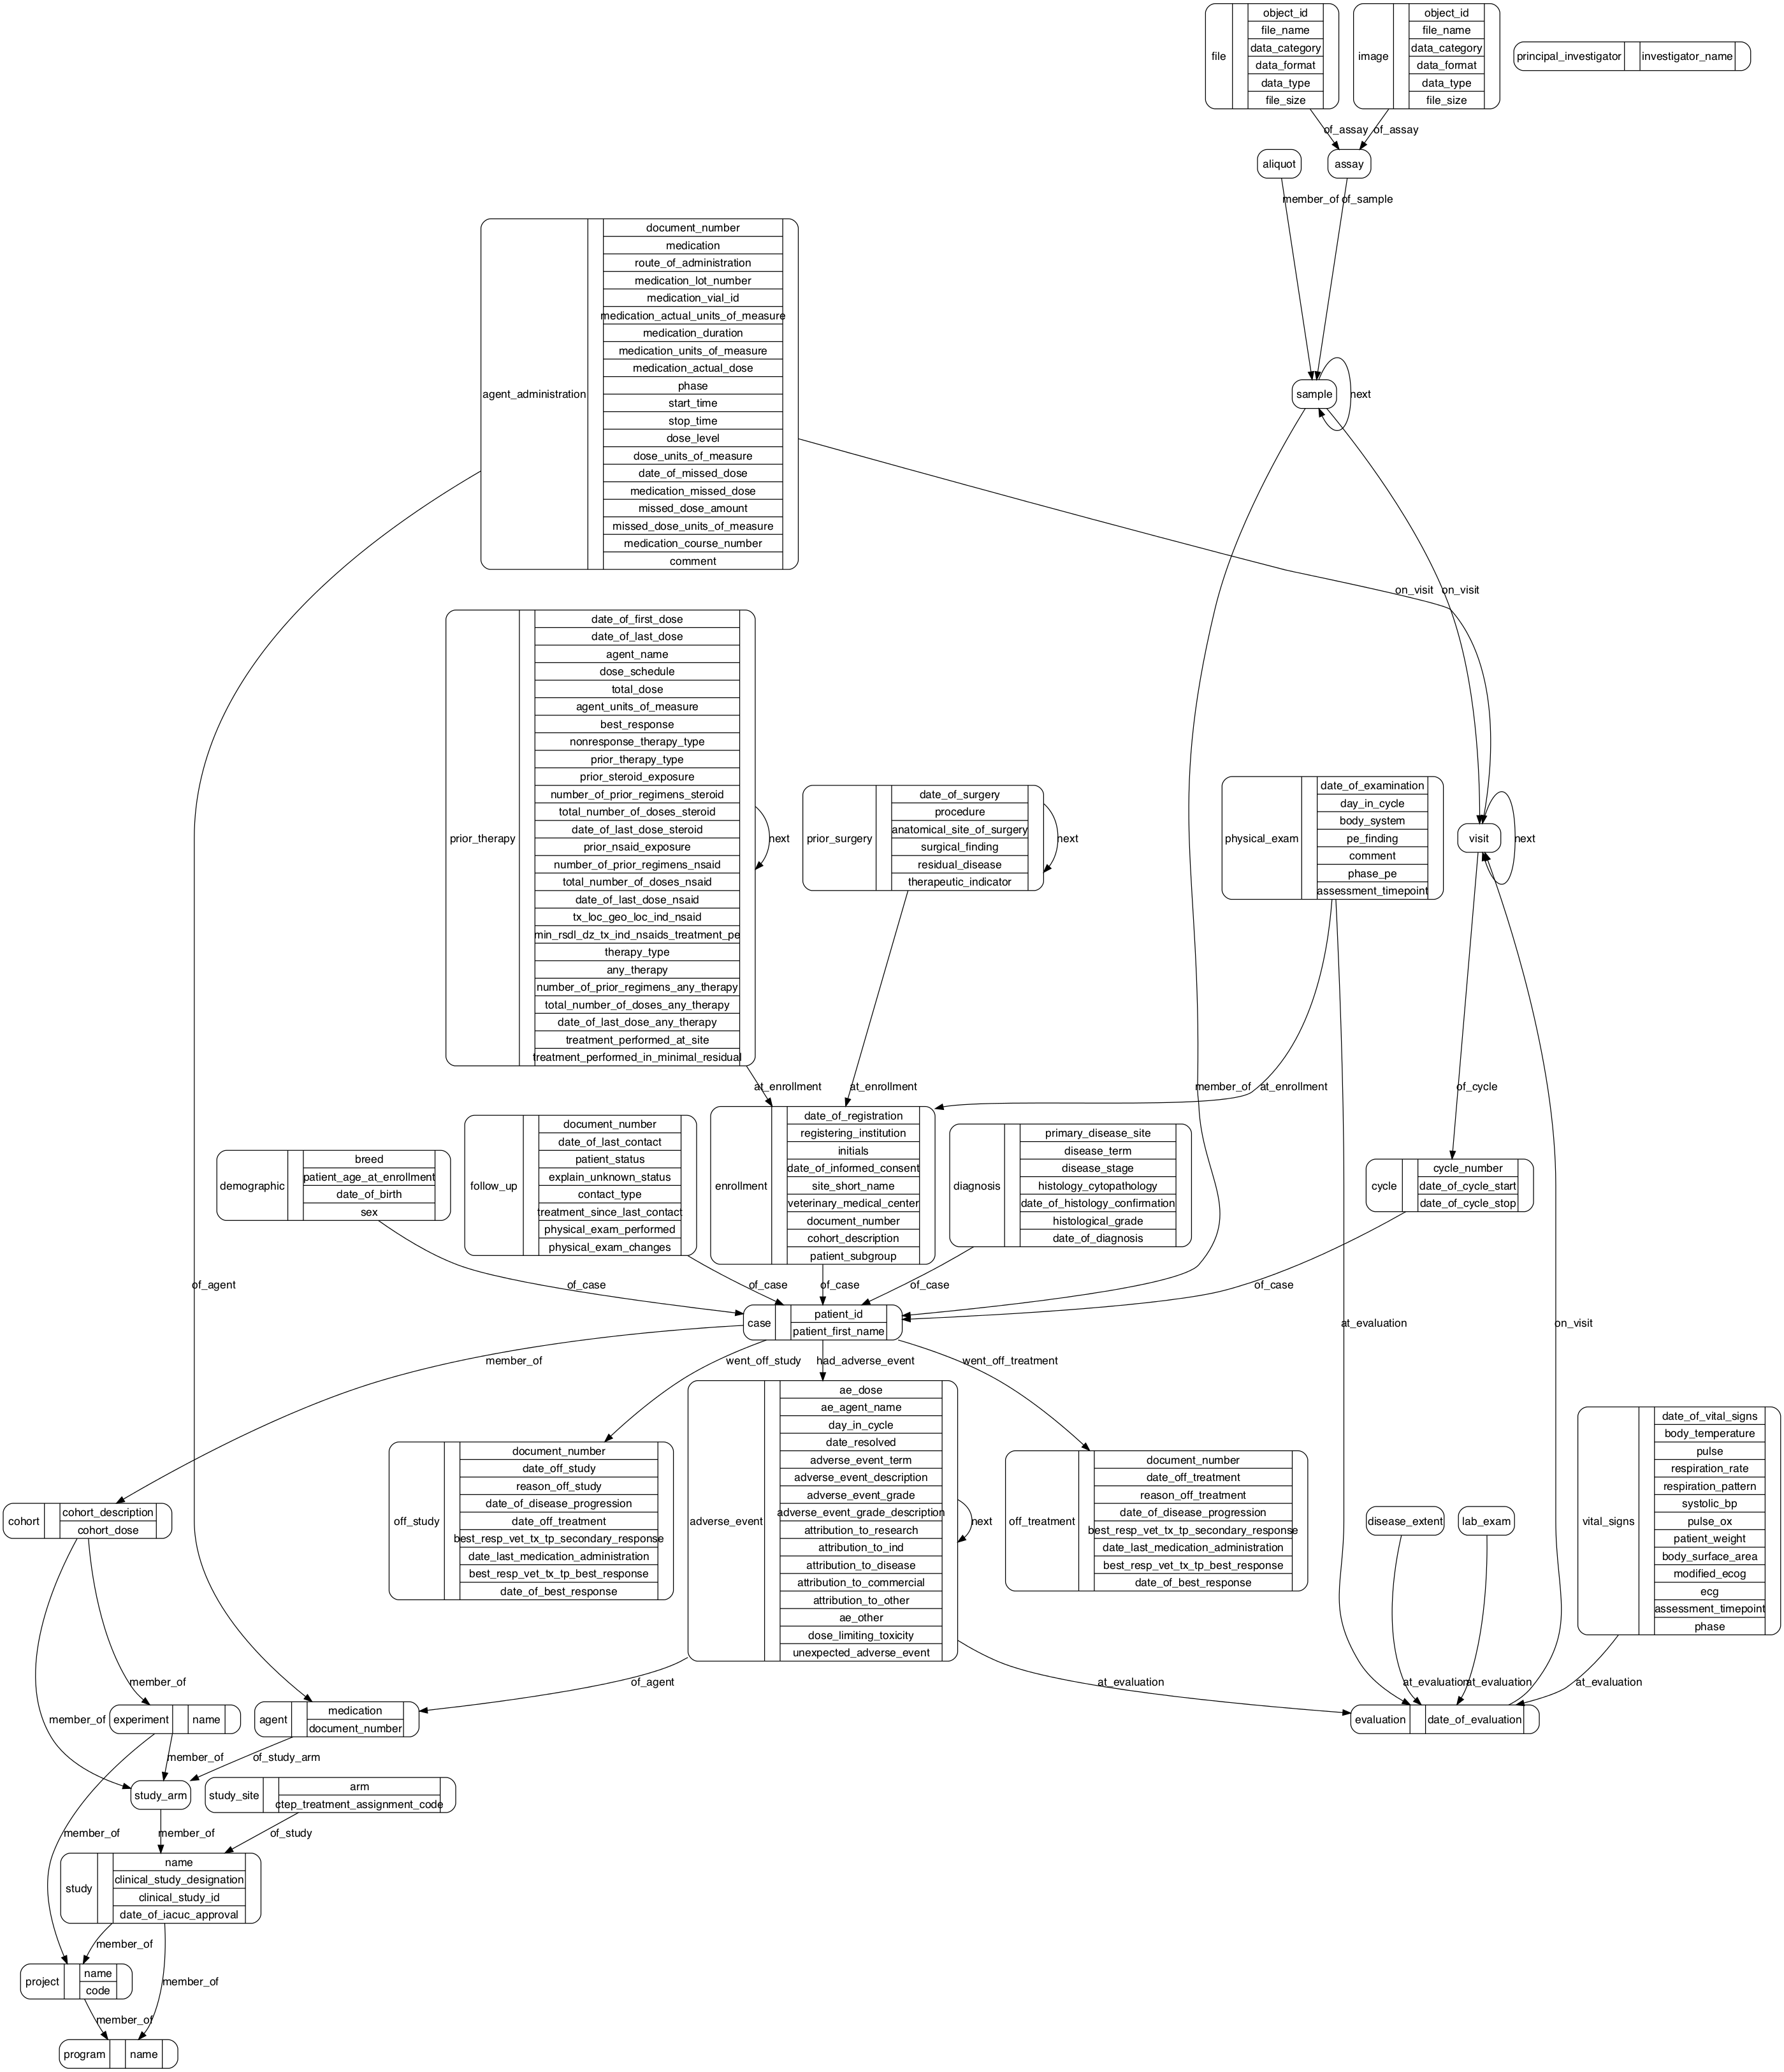 file
object_id
file_name
data_category
data_format
data_type
file_size
image
object_id
file_name
data_category
data_format
data_type
file_size
principal_investigator
investigator_name
of_assay
of_assay
aliquot
assay
member_of
of_sample
agent_administration
document_number
medication
route_of_administration
medication_lot_number
medication_vial_id
medication_actual_units_of_measure
medication_duration
medication_units_of_measure
medication_actual_dose
phase
start_time
stop_time
dose_level
dose_units_of_measure
date_of_missed_dose
medication_missed_dose
missed_dose_amount
missed_dose_units_of_measure
medication_course_number
comment
sample
next
on_visit
on_visit
prior_therapy
date_of_first_dose
date_of_last_dose
agent_name
dose_schedule
total_dose
agent_units_of_measure
best_response
nonresponse_therapy_type
prior_therapy_type
prior_steroid_exposure
number_of_prior_regimens_steroid
total_number_of_doses_steroid
date_of_last_dose_steroid
prior_nsaid_exposure
number_of_prior_regimens_nsaid
total_number_of_doses_nsaid
date_of_last_dose_nsaid
tx_loc_geo_loc_ind_nsaid
min_rsdl_dz_tx_ind_nsaids_treatment_pe
therapy_type
any_therapy
number_of_prior_regimens_any_therapy
total_number_of_doses_any_therapy
date_of_last_dose_any_therapy
treatment_performed_at_site
treatment_performed_in_minimal_residual
next
prior_surgery
date_of_surgery
procedure
anatomical_site_of_surgery
surgical_finding
residual_disease
therapeutic_indicator
next
physical_exam
date_of_examination
day_in_cycle
body_system
pe_finding
comment
phase_pe
assessment_timepoint
visit
next
at_enrollment
at_enrollment
member_of
at_enrollment
of_cycle
demographic
breed
patient_age_at_enrollment
date_of_birth
sex
follow_up
document_number
date_of_last_contact
patient_status
explain_unknown_status
contact_type
treatment_since_last_contact
physical_exam_performed
physical_exam_changes
enrollment
date_of_registration
registering_institution
initials
date_of_informed_consent
site_short_name
veterinary_medical_center
document_number
cohort_description
patient_subgroup
diagnosis
primary_disease_site
disease_term
disease_stage
histology_cytopathology
date_of_histology_confirmation
histological_grade
date_of_diagnosis
cycle
cycle_number
date_of_cycle_start
date_of_cycle_stop
of_agent
of_case
of_case
of_case
of_case
of_case
case
patient_id
patient_first_name
at_evaluation
on_visit
member_of
went_off_study
had_adverse_event
went_off_treatment
cohort
cohort_description
cohort_dose
off_study
document_number
date_off_study
reason_off_study
date_of_disease_progression
date_off_treatment
best_resp_vet_tx_tp_secondary_response
date_last_medication_administration
best_resp_vet_tx_tp_best_response
date_of_best_response
adverse_event
ae_dose
ae_agent_name
day_in_cycle
date_resolved
adverse_event_term
adverse_event_description
adverse_event_grade
adverse_event_grade_description
attribution_to_research
attribution_to_ind
attribution_to_disease
attribution_to_commercial
attribution_to_other
ae_other
dose_limiting_toxicity
unexpected_adverse_event
next
off_treatment
document_number
date_off_treatment
reason_off_treatment
date_of_disease_progression
best_resp_vet_tx_tp_secondary_response
date_last_medication_administration
best_resp_vet_tx_tp_best_response
date_of_best_response
disease_extent
lab_exam
vital_signs
date_of_vital_signs
body_temperature
pulse
respiration_rate
respiration_pattern
systolic_bp
pulse_ox
patient_weight
body_surface_area
modified_ecog
ecg
assessment_timepoint
phase
member_of
of_agent
at_evaluation
at_evaluation
at_evaluation
at_evaluation
member_of
experiment
name
agent
medication
document_number
evaluation
date_of_evaluation
member_of
of_study_arm
study_arm
study_site
arm
ctep_treatment_assignment_code
member_of
member_of
of_study
study
name
clinical_study_designation
clinical_study_id
date_of_iacuc_approval
member_of
member_of
project
name
code
member_of
program
name